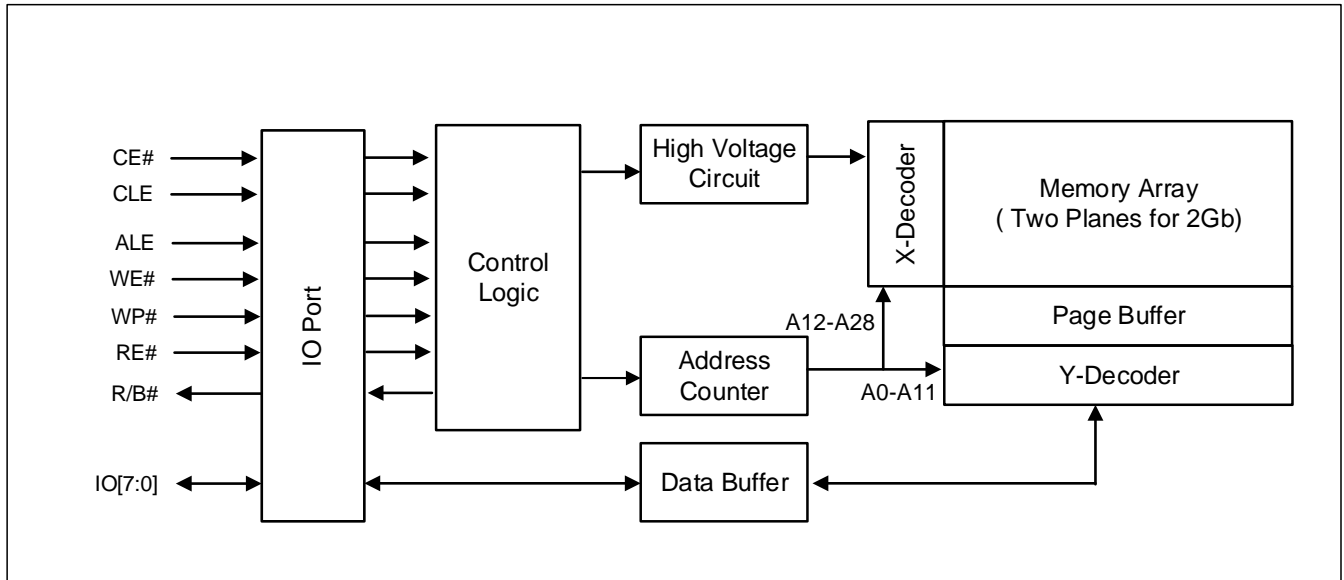 CE#
CLE
ALE
WE#
WP#
RE#
R/B#
IO[7:0]
IO Port
Control
Logic
High Voltage
Circuit
Address
Counter
Data Buffer
A12-A28
A0-A11
X-Decoder
Memory Array
( Two Planes for 2Gb)
Page Buffer
Y-Decoder